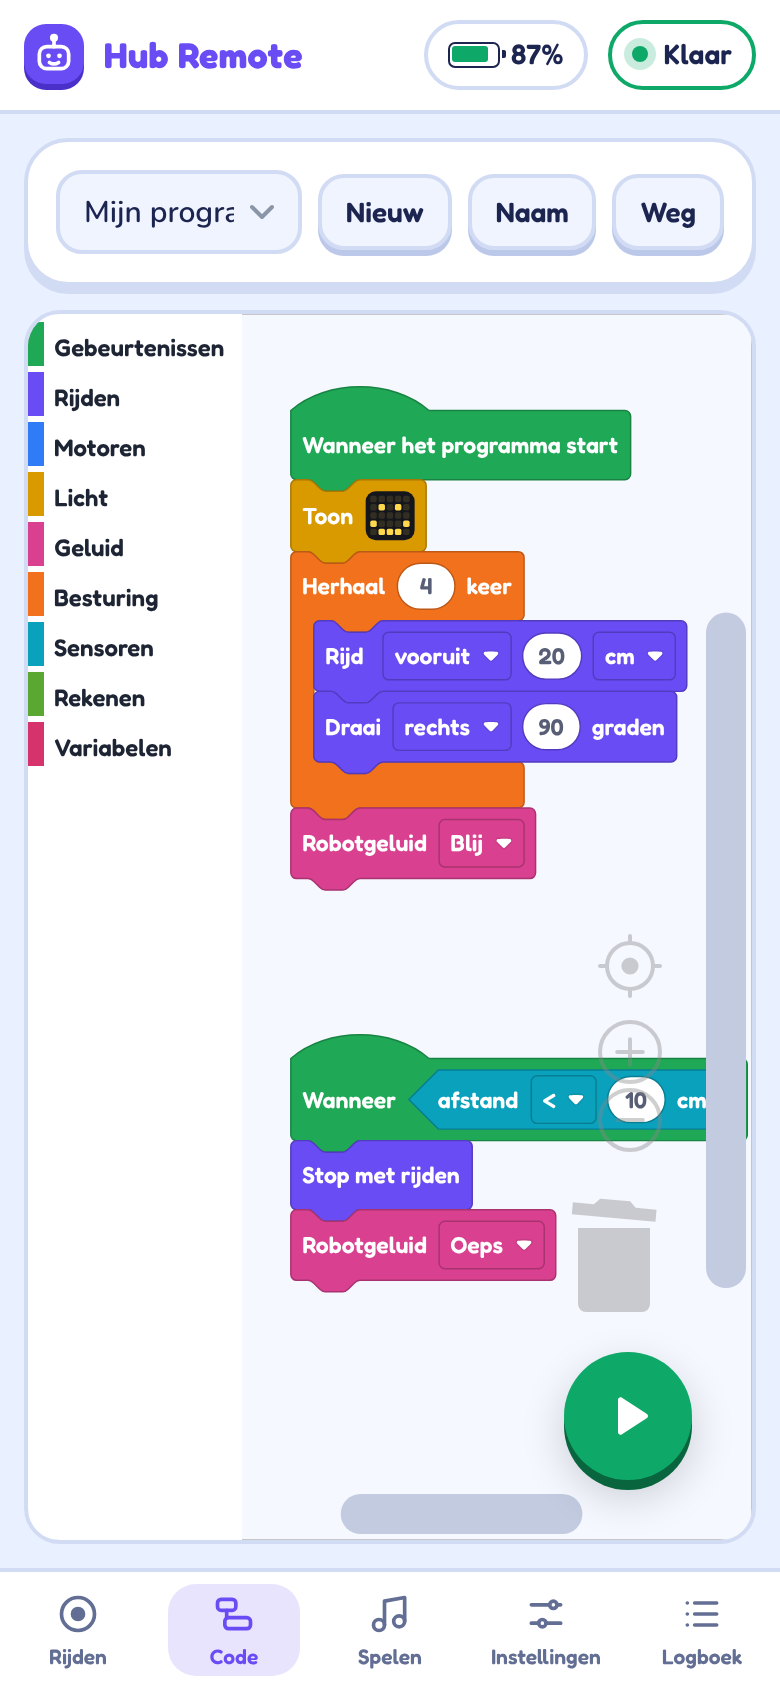 Hub Remote
87%
Klaar
Mijn progra
Nieuw
Naam
Weg
Gebeurtenissen
Rijden
Motoren
Licht
Geluid
Besturing
Sensoren
Rekenen
Variabelen
Wanneer het programma start
Toon
Herhaal 4 keer
Rijd vooruit 20 cm
Draai rechts 90 graden
Robotgeluid Blij
Wanneer afstand < 10 cm
Stop met rijden
Robotgeluid Oeps
Rijden
Code
Spelen
Instellingen
Logboek